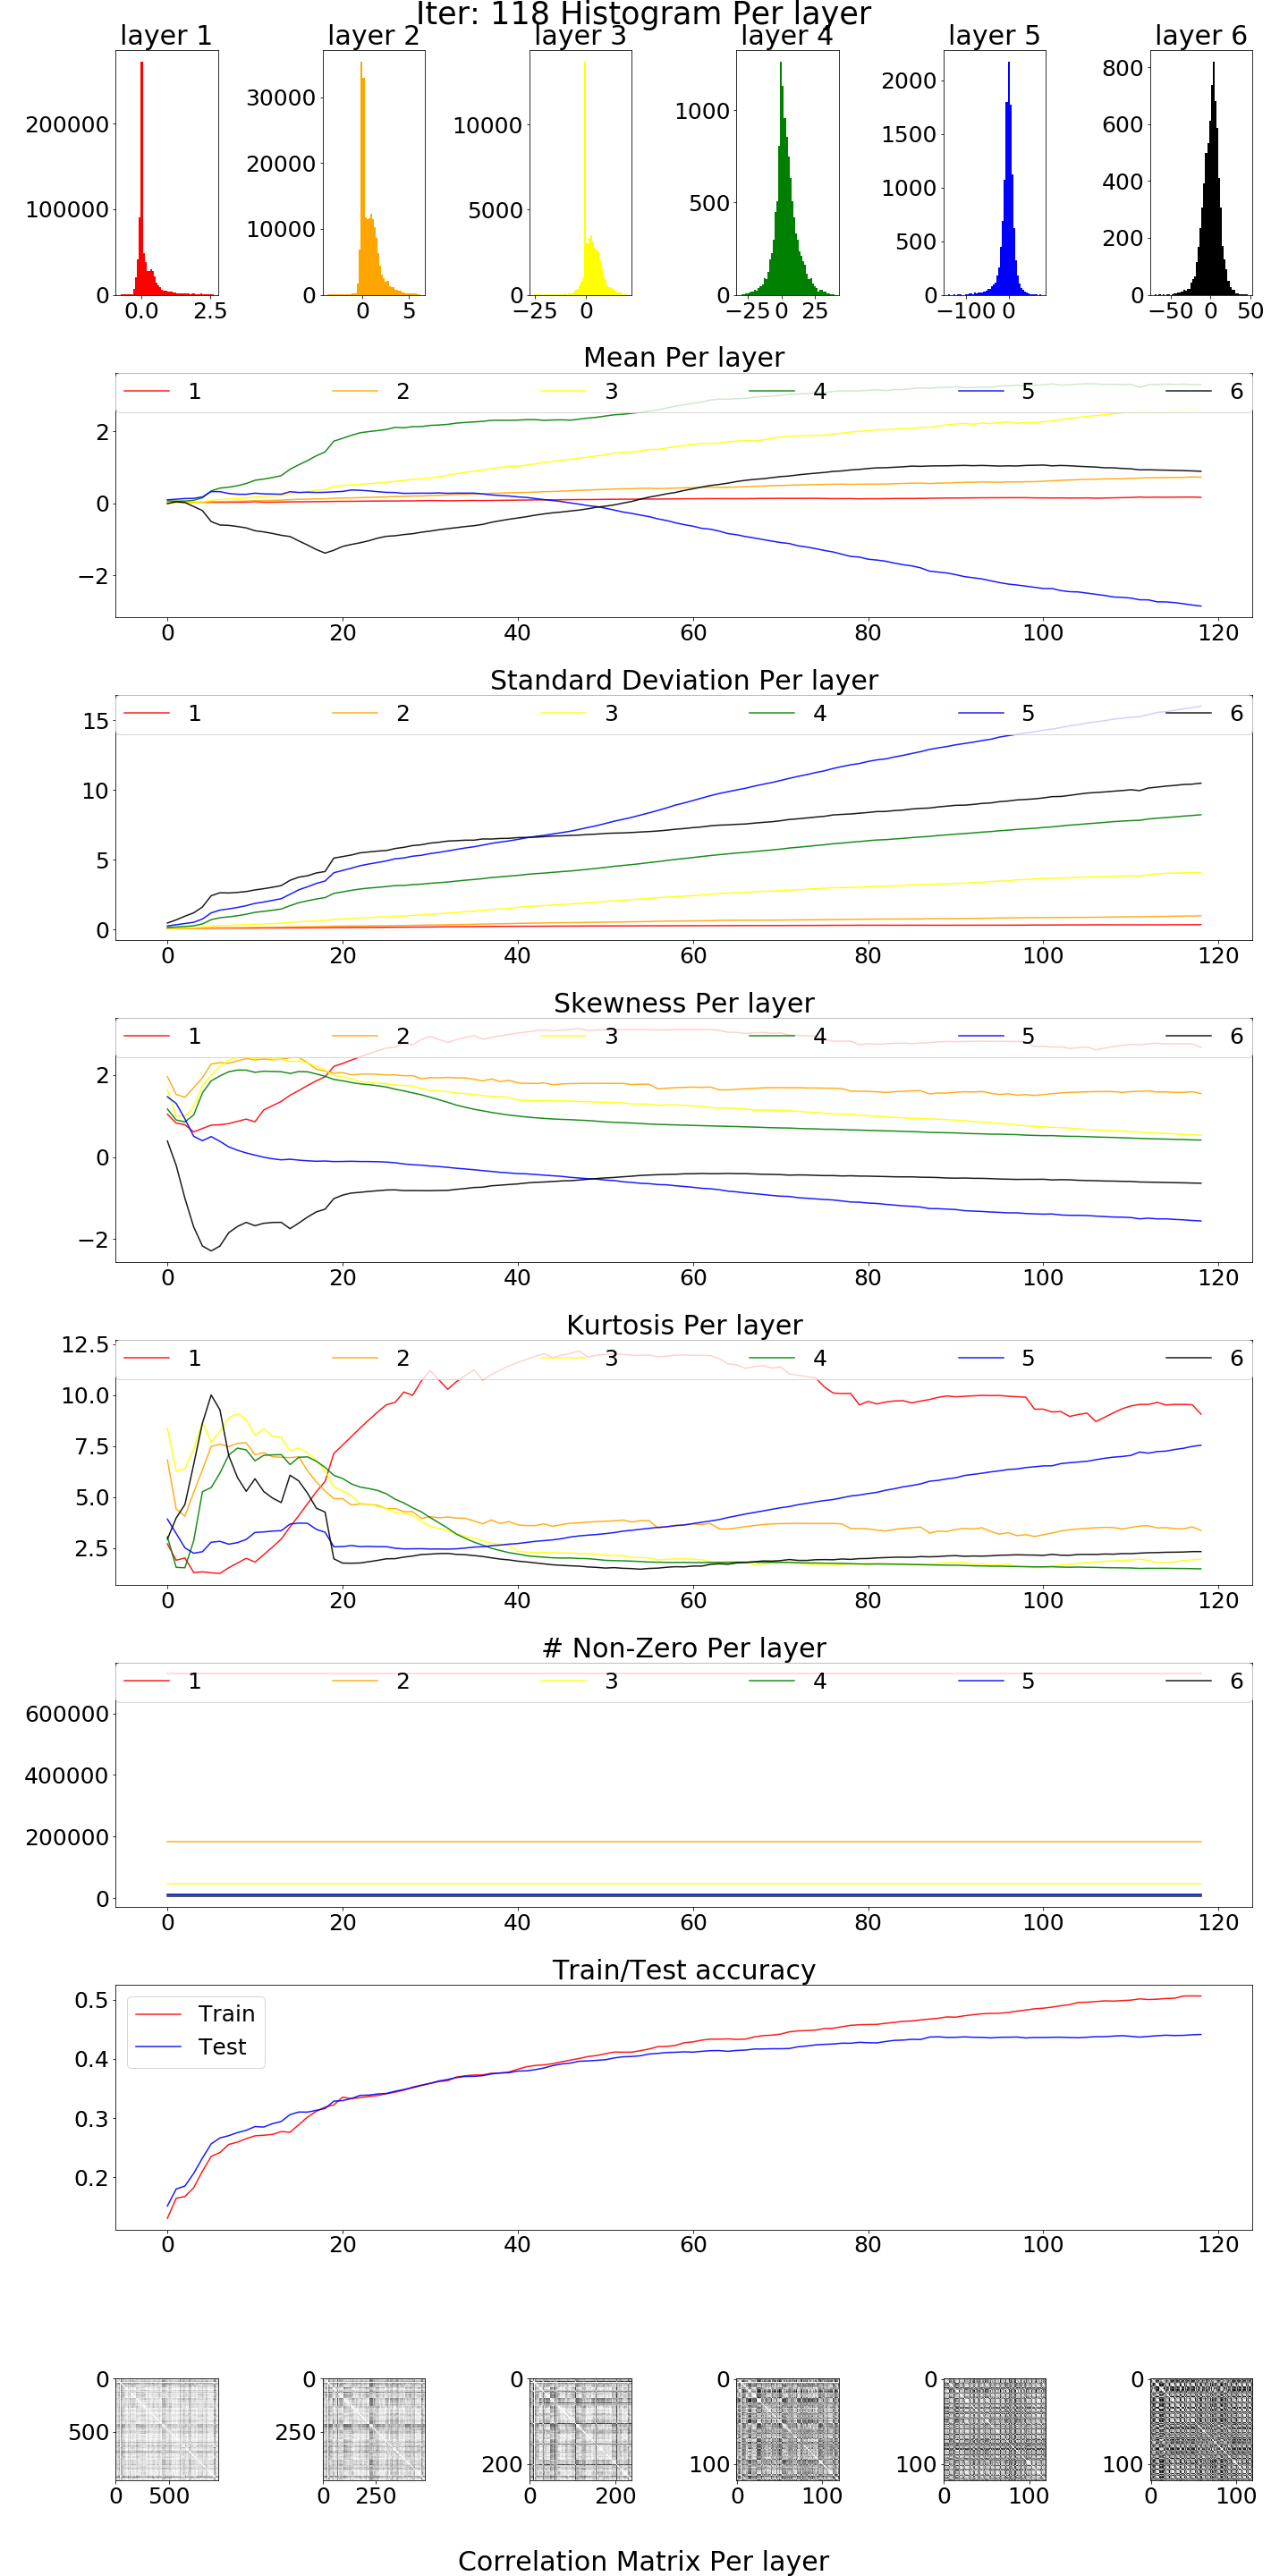 Iter: 118 Histogram Per layer
layer 1 layer 2 layer 3 layer 4 layer 5 layer 6
200000 100000 0
0.0 2.5
30000 20000 10000 0
0 5
10000 5000 0
−25 0
1000 500 0
−25 0 25
2000 1500 1000 500 0
−100 0
800 600 400 200 0
−50 0 50
Mean Per layer
1 2 3 4 5 6
2
0
−2
0 20 40 60 80 100 120
Standard Deviation Per layer
1 2 3 4 5 6
15
10
5
0
0 20 40 60 80 100 120
Skewness Per layer
1 2 3 4 5 6
2
0
−2
0 20 40 60 80 100 120
Kurtosis Per layer
1 2 3 4 5 6
12.5
10.0
7.5
5.0
2.5
0 20 40 60 80 100 120
# Non-Zero Per layer
1 2 3 4 5 6
600000
400000
200000
0
0 20 40 60 80 100 120
Train/Test accuracy
Train
Test
0.5
0.4
0.3
0.2
0 20 40 60 80 100 120
0 500
0 500
0 250
0 250
0 200
0 200
0 100
0 100
0 100
0 100
0 100
0 100
Correlation Matrix Per layer